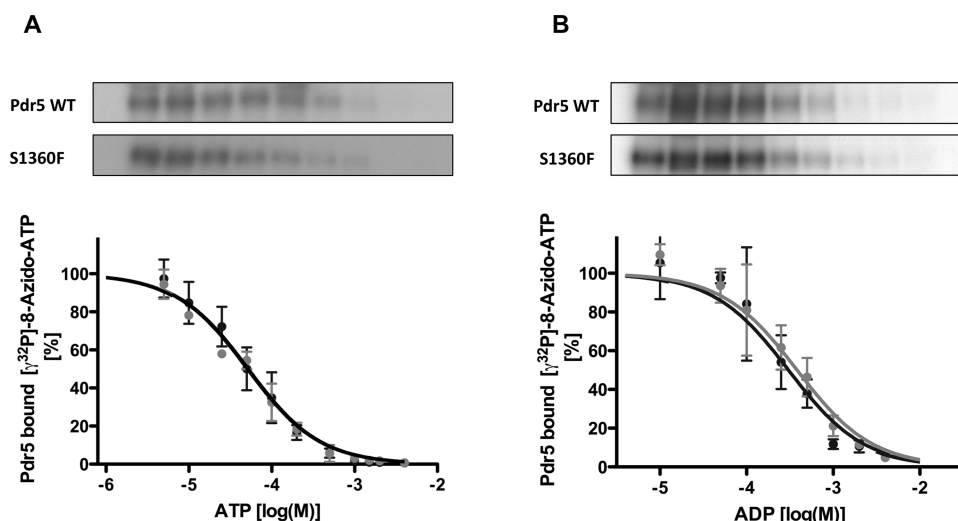 A
Pdr5 WT
S1360F
Pdr5 bound [γ³²P]-8-Azido-ATP
[%]
100
80
60
40
20
0
-6
-5
-4
-3
-2
ATP [log(M)]
B
Pdr5 WT
S1360F
Pdr5 bound [γ³²P]-8-Azido-ATP
[%]
100
80
60
40
20
0
-5
-4
-3
-2
ADP [log(M)]